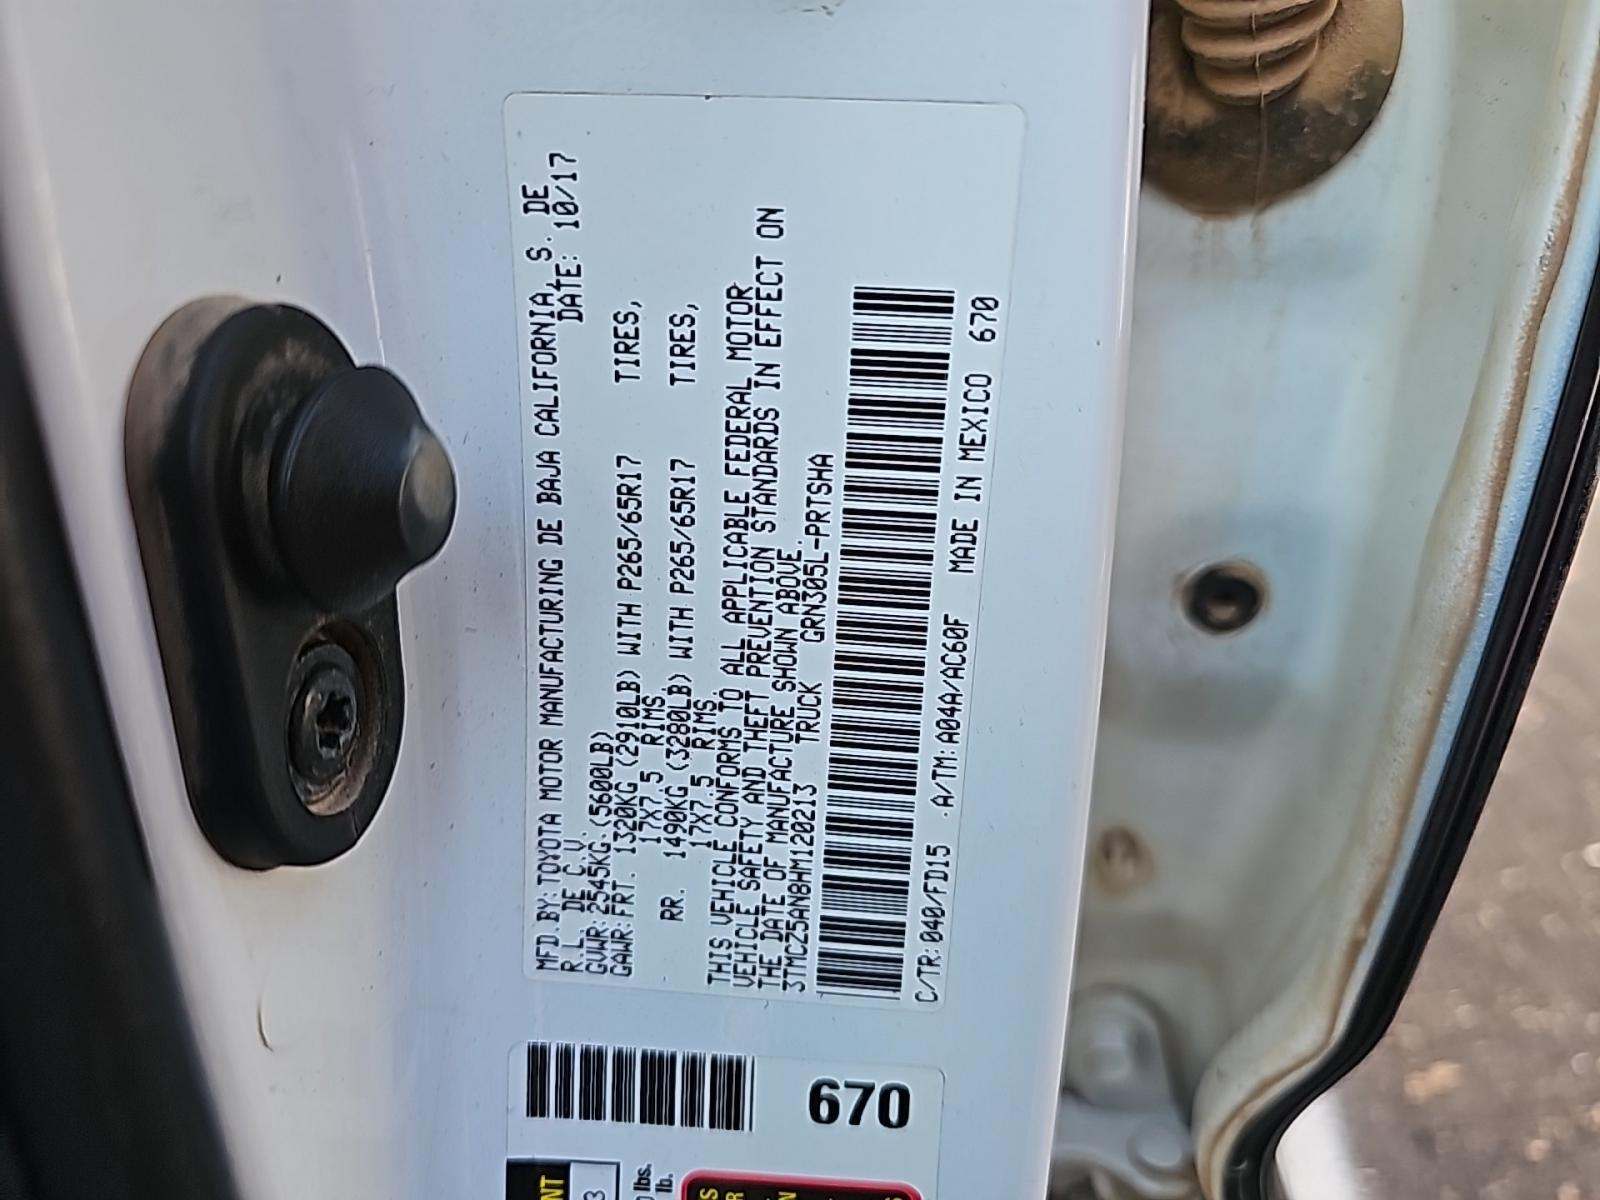 MFD.BY:TOYOTA MOTOR MANUFACTURING DE BAJA CALIFORNIA,S. DE
R.L. DE C.V. DATE: 10/17
GVWR:2545KG.(5600LB)
GAWR:FRT. 1320KG(2910LB) WITH P265/65R17 TIRES,
17X7.5 RIMS.
RR. 1490KG(3280LB) WITH P265/65R17 TIRES,
17X7.5 RIMS.
THIS VEHICLE CONFORMS TO ALL APPLICABLE FEDERAL MOTOR
VEHICLE SAFETY AND THEFT PREVENTION STANDARDS IN EFFECT ON
THE DATE OF MANUFACTURE SHOWN ABOVE.
3TMCZ5AN8HM120213 TRUCK GRN305L-PRTSHA
C/TR:040/FD15 A/TM:A04A/AC60F MADE IN MEXICO 670
670
lbs.
lb.